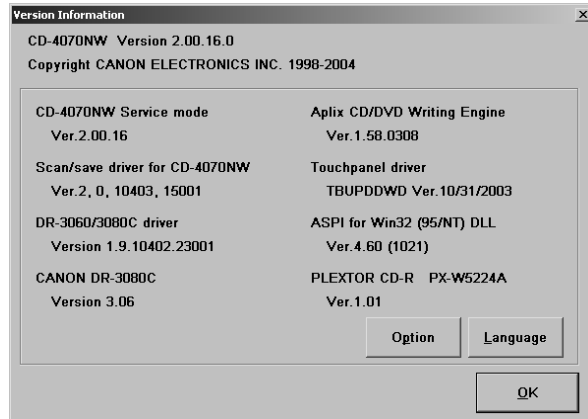 Version Information
CD-4070NW Version 2.00.16.0
Copyright CANON ELECTRONICS INC. 1998-2004
CD-4070NW Service mode
Ver.2.00.16
Scan/save driver for CD-4070NW
Ver.2, 0, 10403, 15001
DR-3060/3080C driver
Version 1.9.10402.23001
CANON DR-3080C
Version 3.06
Aplix CD/DVD Writing Engine
Ver.1.58.0308
Touchpanel driver
TBUPDDWD Ver.10/31/2003
ASPI for Win32 (95/NT) DLL
Ver.4.60 (1021)
PLEXTOR CD-R PX-W5224A
Ver.1.01
Option
Language
OK